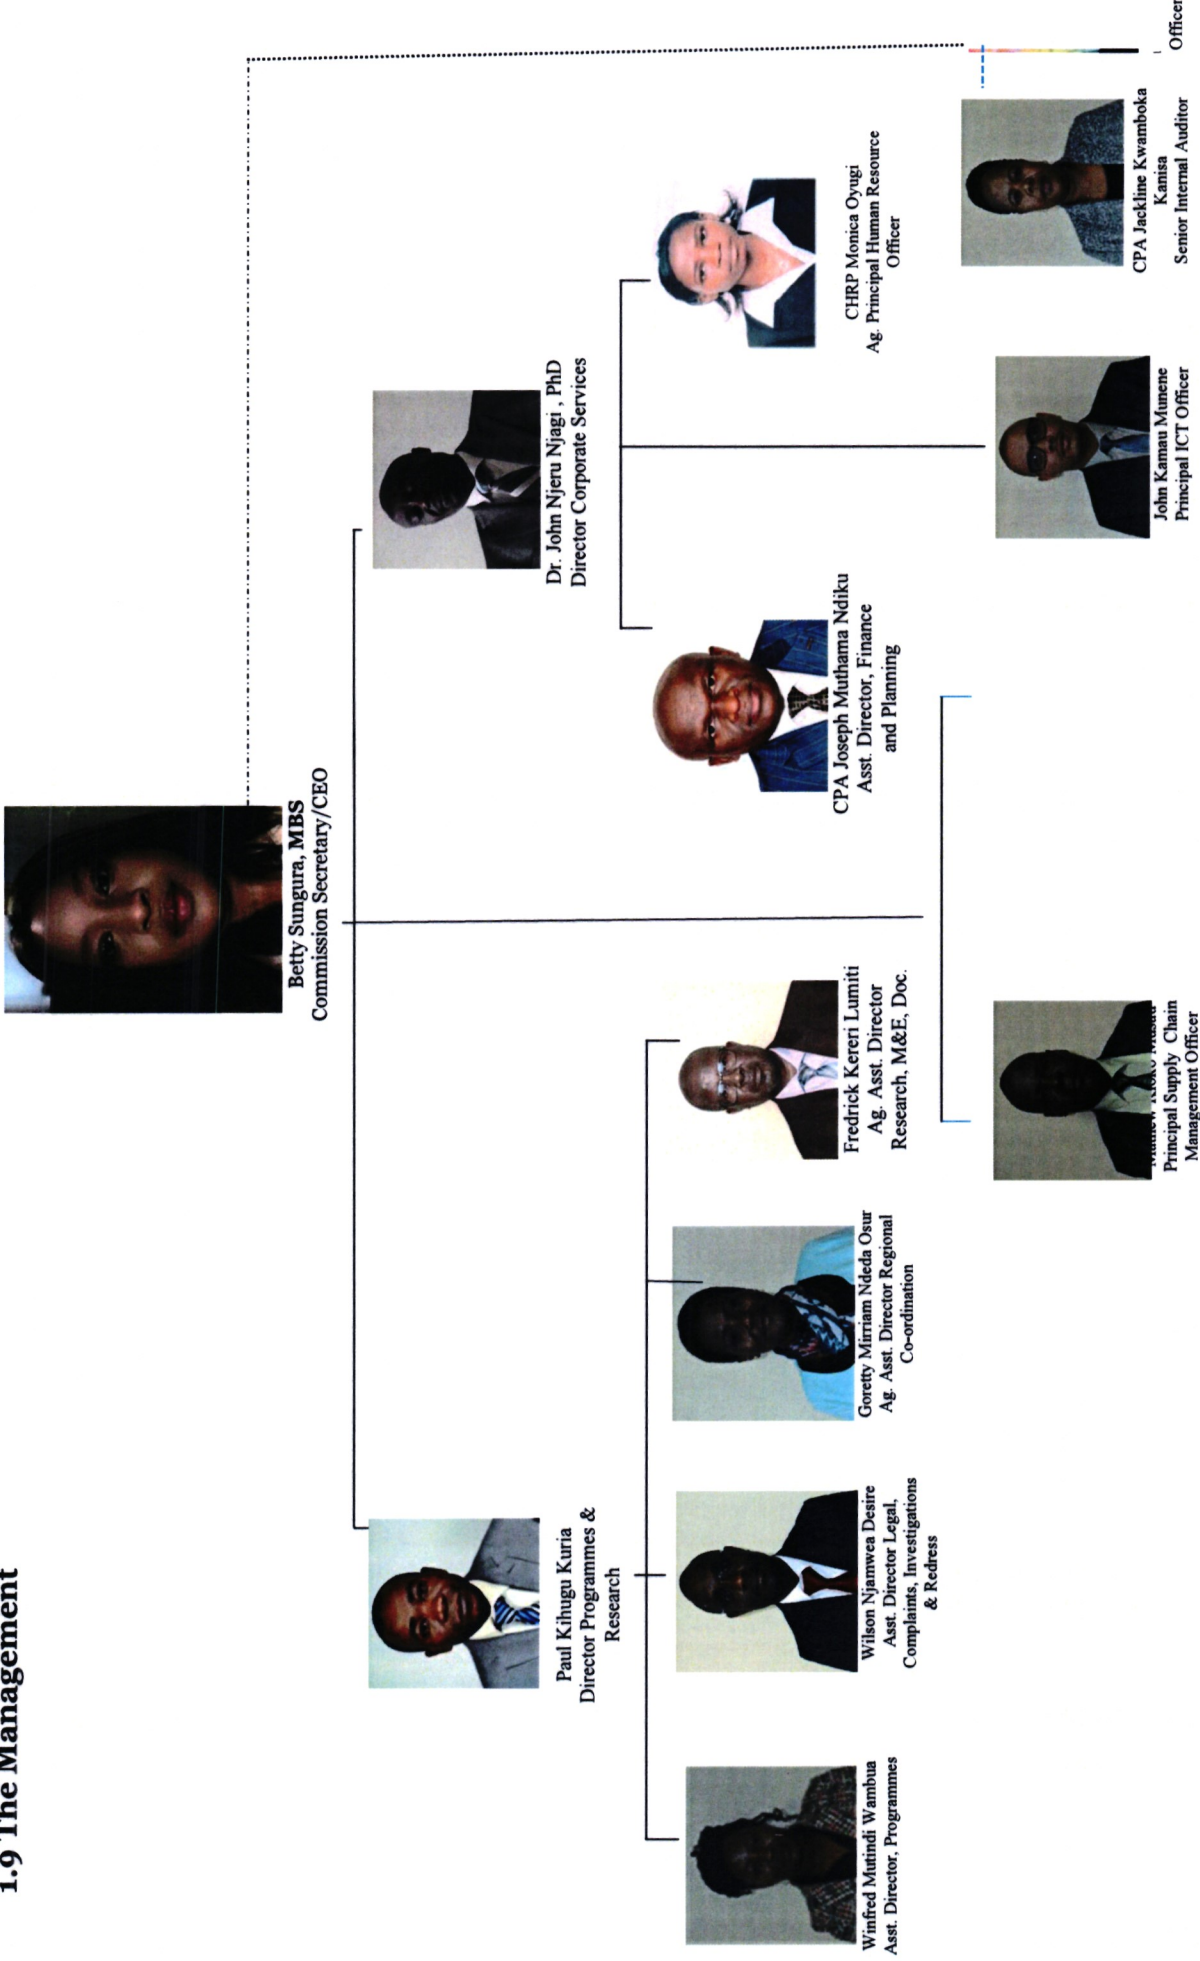 1.9 The Management
Betty Sungura, MBS
Commission Secretary/CEO
Paul Kihugu Kuria
Director Programmes &
Research
Dr. John Njeru Njagi , PhD
Director Corporate Services
Winfred Mutindi Wambua
Asst. Director, Programmes
Wilson Njamwea Desire
Asst. Director Legal,
Complaints, Investigations
& Redress
Goretty Mirriam Ndeda Osur
Ag. Asst. Director Regional
Co-ordination
Fredrick Kereri Lumiti
Ag. Asst. Director
Research, M&E, Doc.
CPA Joseph Muthama Ndiku
Asst. Director, Finance
and Planning
CHRP Monica Oyugi
Ag. Principal Human Resource
Officer
Principal Supply Chain
Management Officer
John Kamau Munene
Principal ICT Officer
CPA Jackline Kwamboka
Kanisa
Senior Internal Auditor
Officer